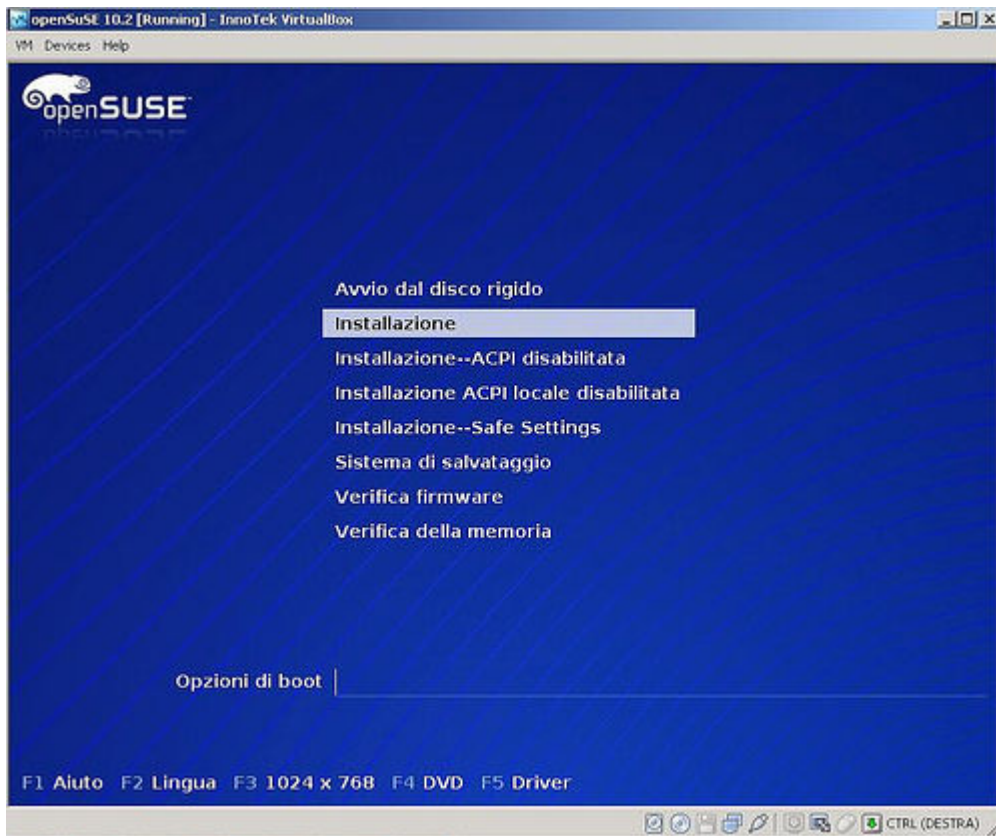 openSuSE 10.2 [Running] - InnoTek VirtualBox
VM Devices Help
openSUSE
Avvio dal disco rigido
Installazione
Installazione--ACPI disabilitata
Installazione ACPI locale disabilitata
Installazione--Safe Settings
Sistema di salvataggio
Verifica firmware
Verifica della memoria
Opzioni di boot
F1 Aiuto F2 Lingua F3 1024 x 768 F4 DVD F5 Driver
CTRL (DESTRA)